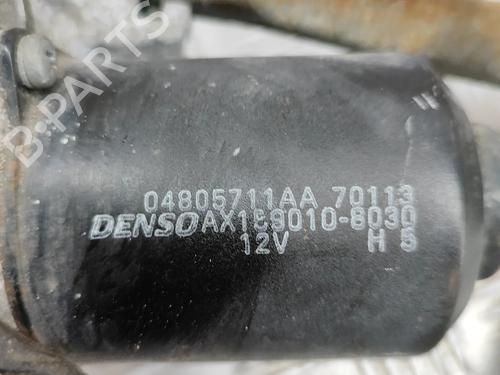 B-PARTS
04805711AA 70113
DENSO AX159010-8030
12V H 5